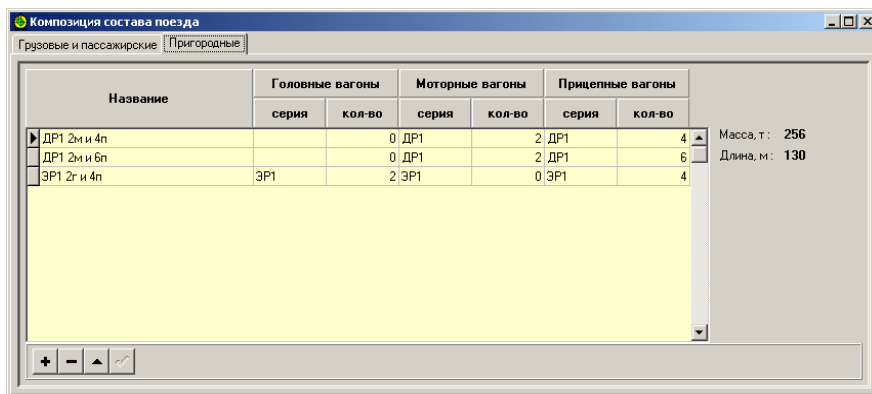 Композиция состава поезда
Грузовые и пассажирские Пригородные
Название Головные вагоны Моторные вагоны Прицепные вагоны
серия кол-во серия кол-во серия кол-во
ДР1 2м и 4п 0 ДР1 2 ДР1 4
ДР1 2м и 6п 0 ДР1 2 ДР1 6
ЭР1 2г и 4п ЭР1 2 ЭР1 0 ЭР1 4
Масса, т : 256
Длина, м : 130